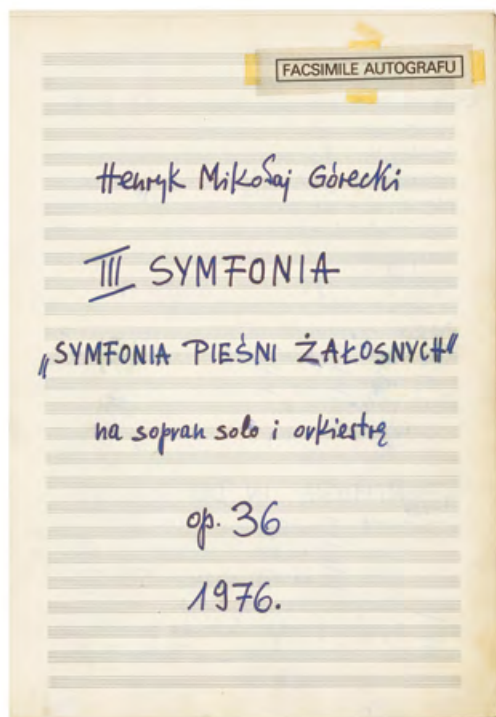 FACSIMILE AUTOGRAFU
Henryk Mikołaj Górecki
III SYMFONIA
„SYMFONIA PIEŚNI ŻAŁOSNYCH"
na sopran solo i orkiestrę
op. 36
1976.